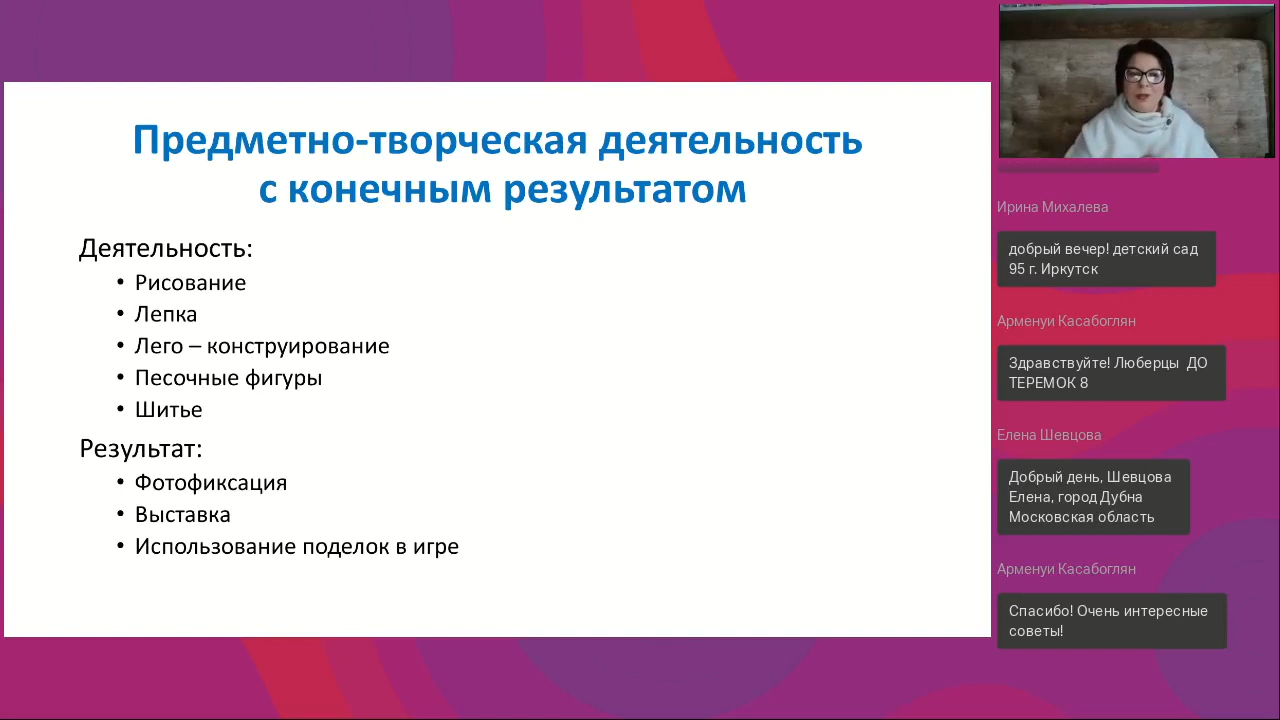 Предметно-творческая деятельность
с конечным результатом
Деятельность:
• Рисование
• Лепка
• Лего – конструирование
• Песочные фигуры
• Шитье
Результат:
• Фотофиксация
• Выставка
• Использование поделок в игре
Ирина Михалева
добрый вечер! детский сад
95 г. Иркутск
Арменуи Касабоглян
Здравствуйте! Люберцы ДО
ТЕРЕМОК 8
Елена Шевцова
Добрый день, Шевцова
Елена, город Дубна
Московская область
Арменуи Касабоглян
Спасибо! Очень интересные
советы!